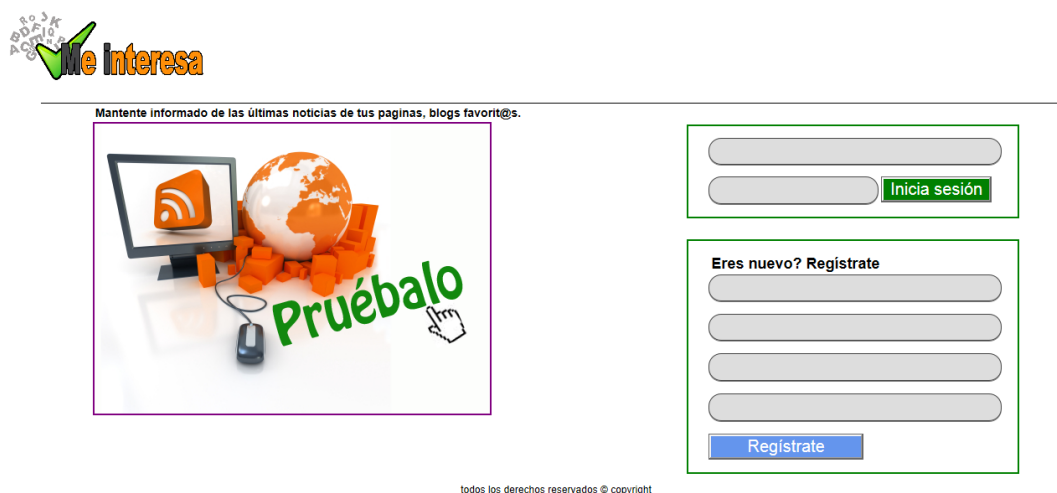 Me interesa
Mantente informado de las últimas noticias de tus paginas, blogs favorit@s.
Pruébalo
Inicia sesión
Eres nuevo? Regístrate
Regístrate
todos los derechos reservados © copyright